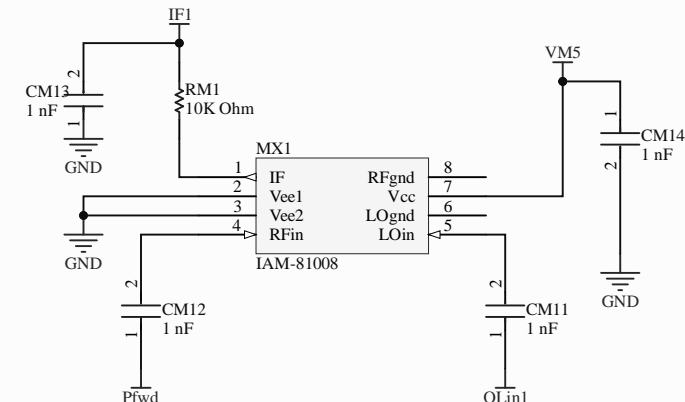 IF1
VM5
2
CM13
1 nF
1
GND
RM1
10K Ohm
1
CM14
1 nF
2
GND
MX1
1 IF RFgnd 8
2 Vee1 Vcc 7
3 Vee2 LOgnd 6
4 RFin LOin 5
IAM-81008
GND
2
CM12
1 nF
1
Pfwd
2
CM11
1 nF
1
OLin1